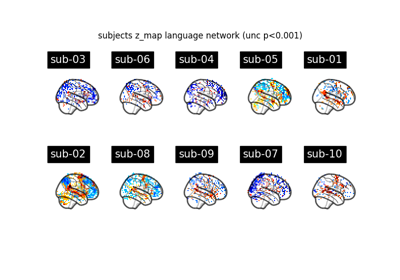 subjects z_map language network (unc p<0.001)
sub-03 sub-06 sub-04 sub-05 sub-01
sub-02 sub-08 sub-09 sub-07 sub-10